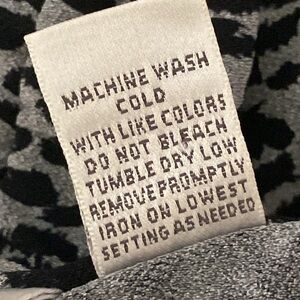 MACHINE WASH
COLD
WITH LIKE COLORS
DO NOT BLEACH
TUMBLE DRY LOW
REMOVE PROMPTLY
IRON ON LOWEST
SETTING AS NEEDED